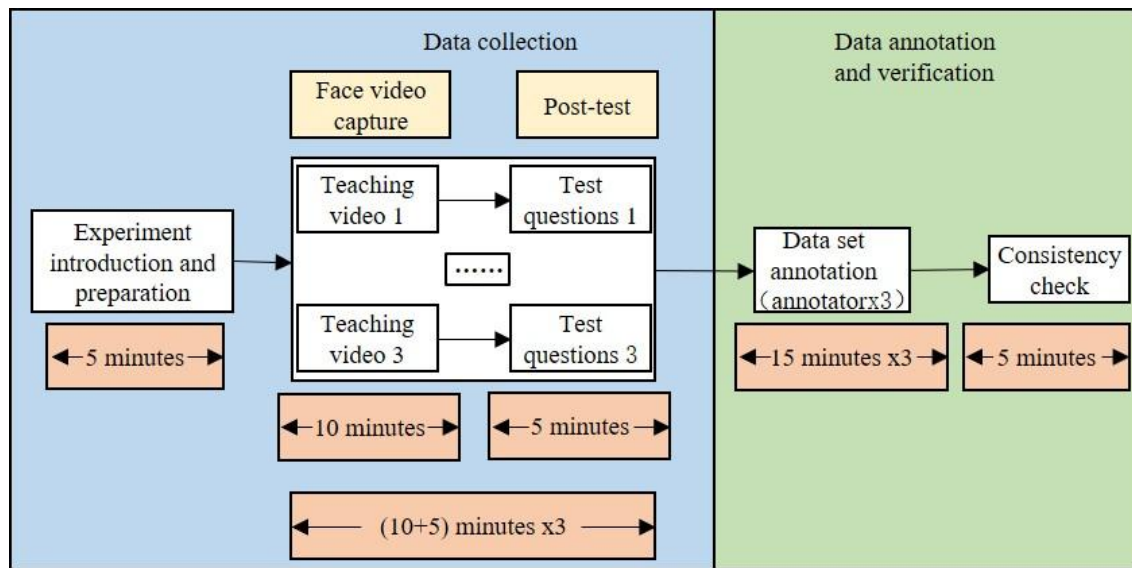 Data collection
Data annotation
and verification
Face video
capture
Post-test
Teaching
video 1
Test
questions 1
Experiment
introduction and
preparation
……
Data set
annotation
（annotatorx3）
Consistency
check
Teaching
video 3
Test
questions 3
5 minutes
15 minutes x3
5 minutes
10 minutes
5 minutes
(10+5) minutes x3